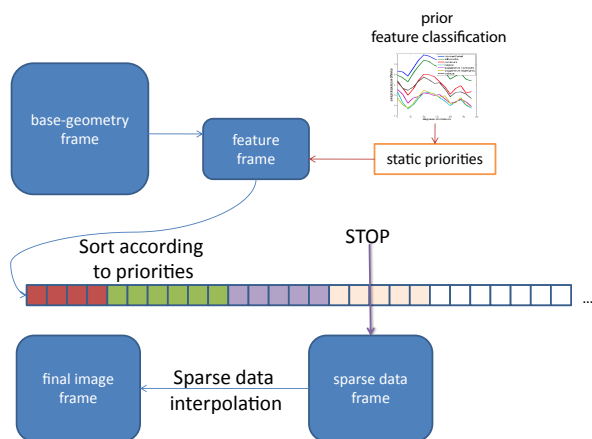 prior
feature classification
base-geometry
frame
feature
frame
static priorities
Sort according
to priorities
STOP
...
final image
frame
Sparse data
interpolation
sparse data
frame